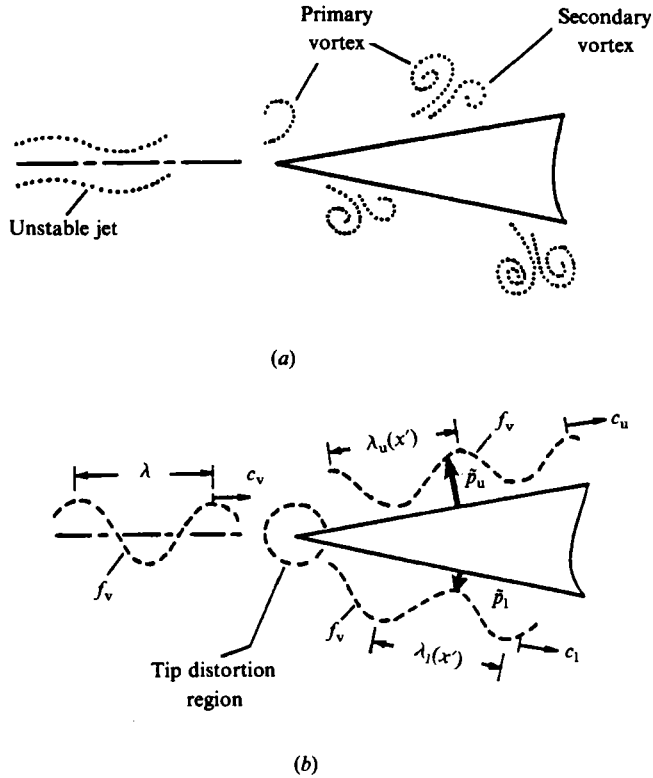 Primary
vortex
Secondary
vortex
Unstable jet
(a)
λ
c_v
f_v
λ_u(x′)
f_v
c_u
p̃_u
p̃_l
f_v
λ_l(x′)
c_l
Tip distortion
region
(b)